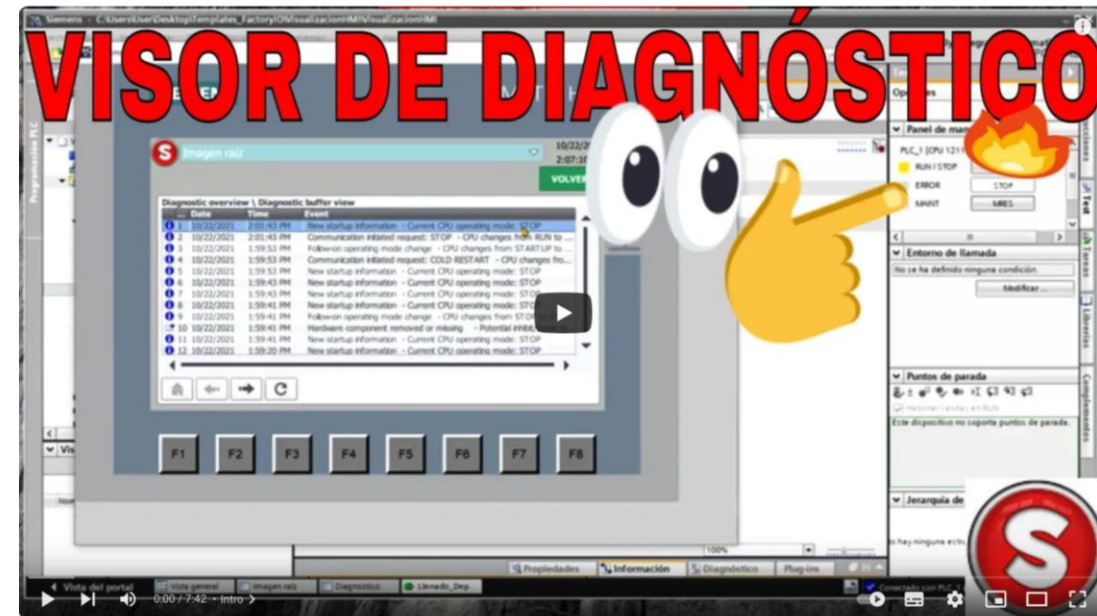 Siemens - C:\Users\User\Desktop\Templates_FactoryIO\VisualizacionHMI\VisualizacionHMI
VISOR DE DIAGNÓSTICO
S Imagen raíz
2:07:10
VOLVER
Diagnostic overview \ Diagnostic buffer view
... Date Time Event
1 10/22/2021 2:01:43 PM New startup information - Current CPU operating mode: STOP
2 10/22/2021 2:01:43 PM Communication initiated request: STOP - CPU changes from RUN to ...
3 10/22/2021 1:59:53 PM Follow-on operating mode change - CPU changes from STARTUP to ...
4 10/22/2021 1:59:53 PM Communication initiated request: COLD RESTART - CPU changes fro...
5 10/22/2021 1:59:53 PM New startup information - Current CPU operating mode: STOP
6 10/22/2021 1:59:43 PM New startup information - Current CPU operating mode: STOP
7 10/22/2021 1:59:43 PM New startup information - Current CPU operating mode: STOP
8 10/22/2021 1:59:41 PM New startup information - Current CPU operating mode: STOP
9 10/22/2021 1:59:41 PM Follow-on operating mode change - CPU changes from STOP
10 10/22/2021 1:59:41 PM Hardware component removed or missing - Potential
11 10/22/2021 1:59:41 PM New startup information - Current CPU operating mode: STOP
12 10/22/2021 1:59:20 PM New startup information - Current CPU operating mode: STOP
F1 F2 F3 F4 F5 F6 F7 F8
Programación PLC
Panel de
PLC_1 [CPU 121
RUN / STOP
ERROR STOP
MAINT MRES
Entorno de llamada
No se ha definido ninguna condición.
Modificar ...
Puntos de parada
Este dispositivo no soporta puntos de parada.
Jerarquía de
Test
Tareas
Librerías
Complementos
S
100%
Propiedades Información Diagnóstico Plug-ins
Vista del portal Vista general Imagen raíz Diagnostico Llenado_Dep.
0:00 / 7:42 • Intro >